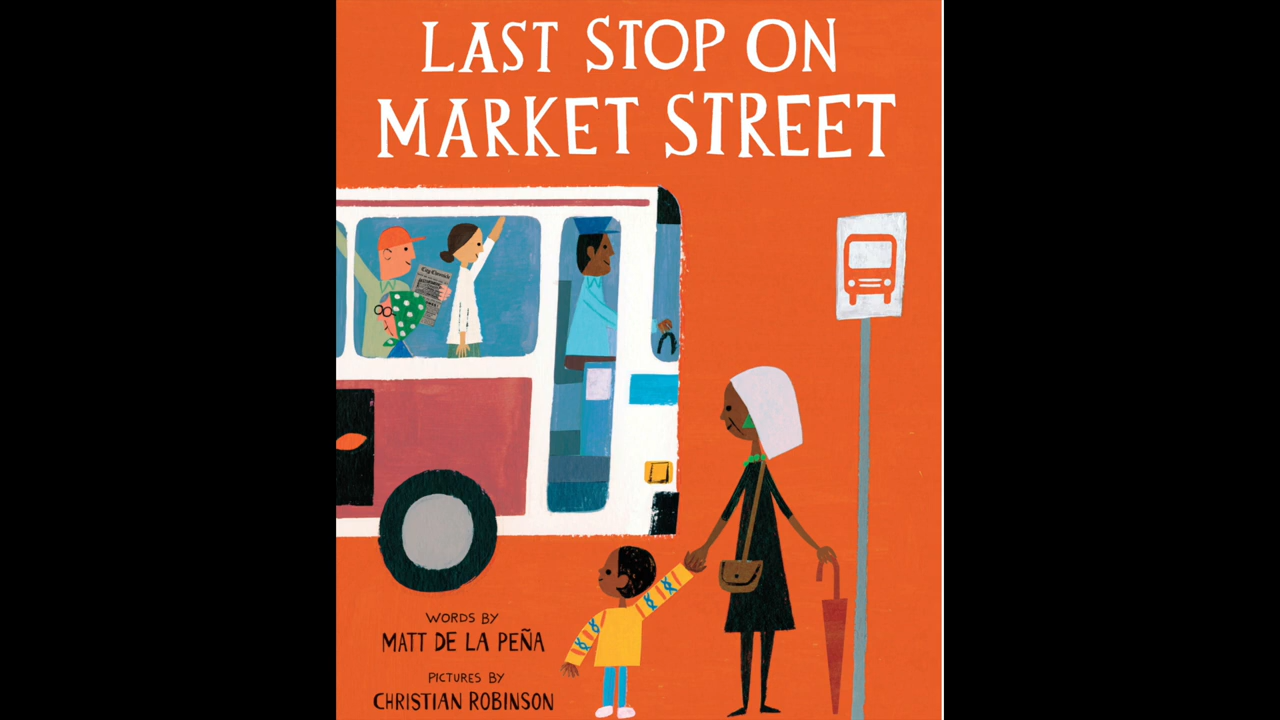 LAST STOP ON
MARKET STREET
WORDS BY
MATT DE LA PEÑA
PICTURES BY
CHRISTIAN ROBINSON